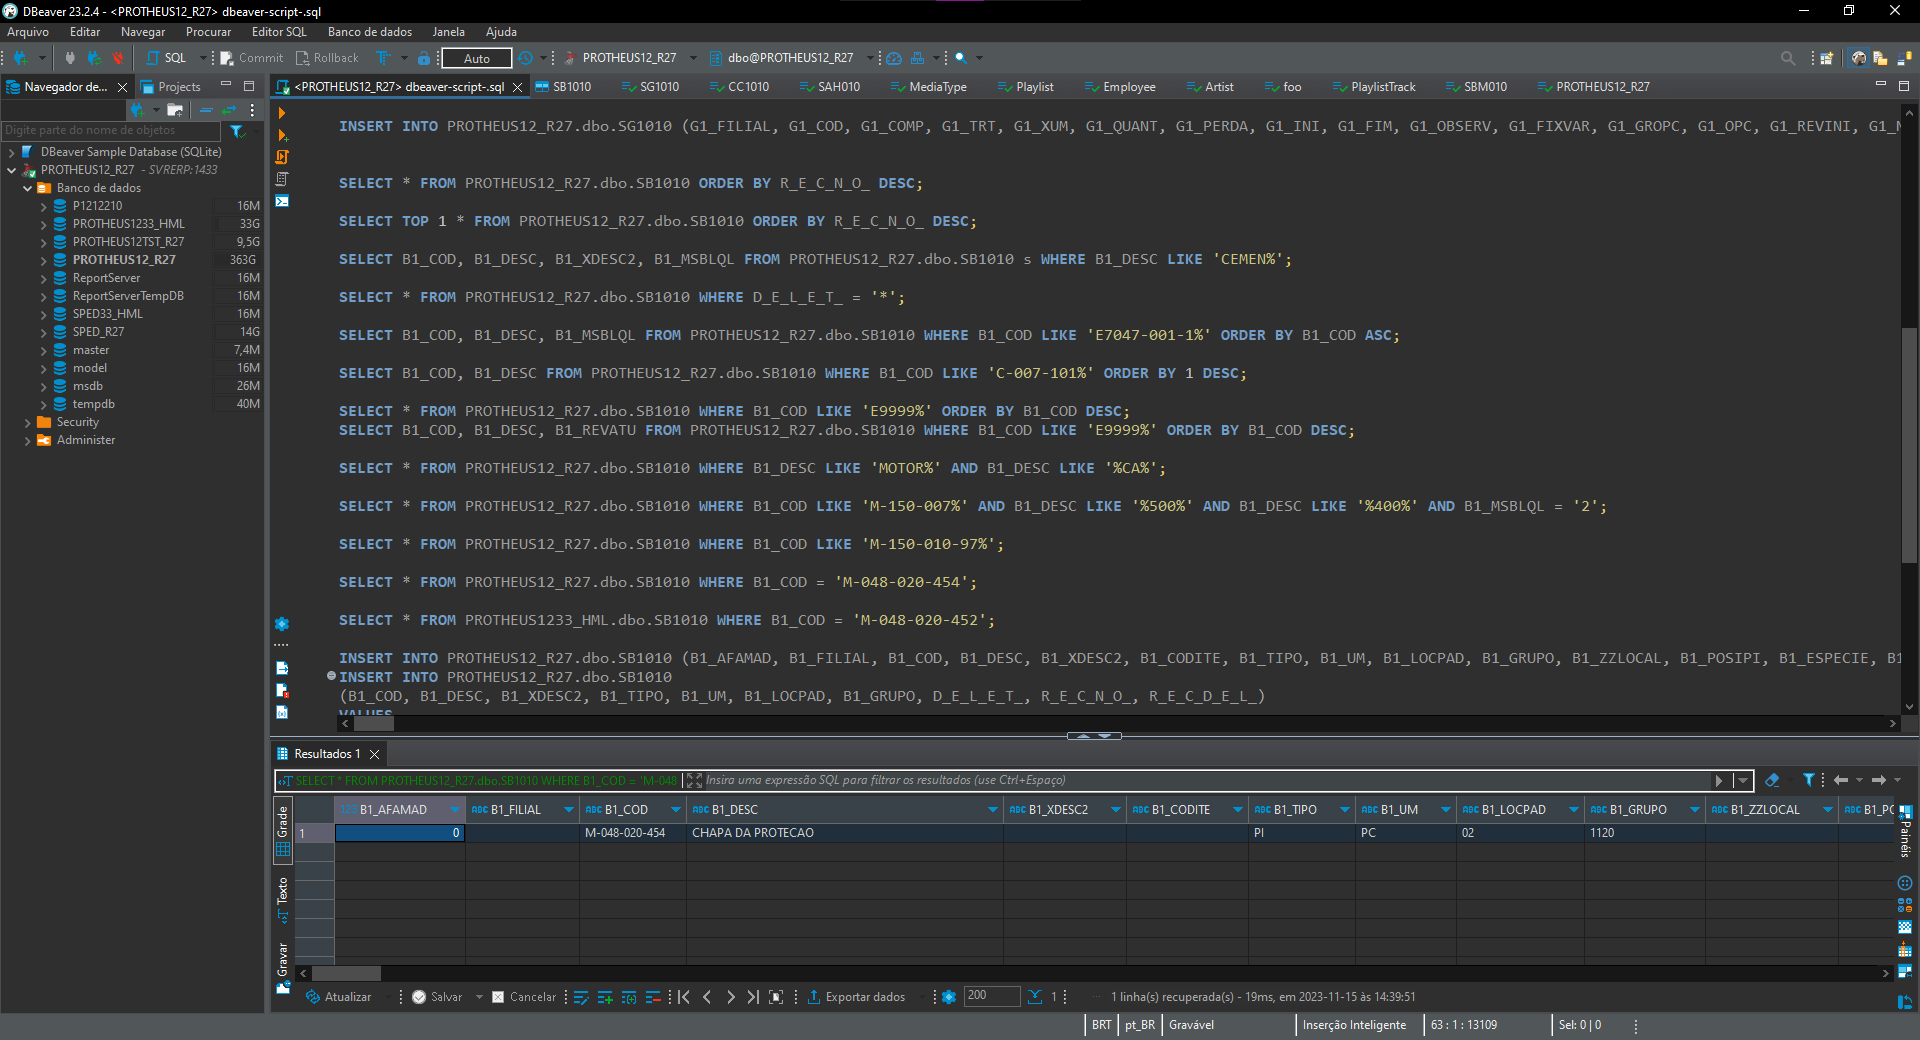 DBeaver 23.2.4 - <PROTHEUS12_R27> dbeaver-script-.sql
Arquivo Editar Navegar Procurar Editor SQL Banco de dados Janela Ajuda
SQL Commit Rollback Auto PROTHEUS12_R27 dbo@PROTHEUS12_R27
Navegador de... Projects
<PROTHEUS12_R27> dbeaver-script-.sql SB1010 SG1010 CC1010 SAH010 MediaType Playlist Employee Artist foo PlaylistTrack SBM010 PROTHEUS12_R27
Digite parte do nome de objetos
DBeaver Sample Database (SQLite)
PROTHEUS12_R27 - SVRERP:1433
Banco de dados
P1212210 16M
PROTHEUS1233_HML 33G
PROTHEUS12TST_R27 9,5G
PROTHEUS12_R27 363G
ReportServer 16M
ReportServerTempDB 16M
SPED33_HML 16M
SPED_R27 14G
master 7,4M
model 16M
msdb 26M
tempdb 40M
Security
Administer
INSERT INTO PROTHEUS12_R27.dbo.SG1010 (G1_FILIAL, G1_COD, G1_COMP, G1_TRT, G1_XUM, G1_QUANT, G1_PERDA, G1_INI, G1_FIM, G1_OBSERV, G1_FIXVAR, G1_GROPC, G1_OPC, G1_REVINI,
SELECT * FROM PROTHEUS12_R27.dbo.SB1010 ORDER BY R_E_C_N_O_ DESC;
SELECT TOP 1 * FROM PROTHEUS12_R27.dbo.SB1010 ORDER BY R_E_C_N_O_ DESC;
SELECT B1_COD, B1_DESC, B1_XDESC2, B1_MSBLQL FROM PROTHEUS12_R27.dbo.SB1010 s WHERE B1_DESC LIKE 'CEMEN%';
SELECT * FROM PROTHEUS12_R27.dbo.SB1010 WHERE D_E_L_E_T_ = '*';
SELECT B1_COD, B1_DESC, B1_MSBLQL FROM PROTHEUS12_R27.dbo.SB1010 WHERE B1_COD LIKE 'E7047-001-1%' ORDER BY B1_COD ASC;
SELECT B1_COD, B1_DESC FROM PROTHEUS12_R27.dbo.SB1010 WHERE B1_COD LIKE 'C-007-101%' ORDER BY 1 DESC;
SELECT * FROM PROTHEUS12_R27.dbo.SB1010 WHERE B1_COD LIKE 'E9999%' ORDER BY B1_COD DESC;
SELECT B1_COD, B1_DESC, B1_REVATU FROM PROTHEUS12_R27.dbo.SB1010 WHERE B1_COD LIKE 'E9999%' ORDER BY B1_COD DESC;
SELECT * FROM PROTHEUS12_R27.dbo.SB1010 WHERE B1_DESC LIKE 'MOTOR%' AND B1_DESC LIKE '%CA%';
SELECT * FROM PROTHEUS12_R27.dbo.SB1010 WHERE B1_COD LIKE 'M-150-007%' AND B1_DESC LIKE '%500%' AND B1_DESC LIKE '%400%' AND B1_MSBLQL = '2';
SELECT * FROM PROTHEUS12_R27.dbo.SB1010 WHERE B1_COD LIKE 'M-150-010-97%';
SELECT * FROM PROTHEUS12_R27.dbo.SB1010 WHERE B1_COD = 'M-048-020-454';
SELECT * FROM PROTHEUS1233_HML.dbo.SB1010 WHERE B1_COD = 'M-048-020-452';
INSERT INTO PROTHEUS12_R27.dbo.SB1010 (B1_AFAMAD, B1_FILIAL, B1_COD, B1_DESC, B1_XDESC2, B1_CODITE, B1_TIPO, B1_UM, B1_LOCPAD, B1_GRUPO, B1_ZZLOCAL, B1_POSIPI, B1_ESPECIE, B1
INSERT INTO PROTHEUS12_R27.dbo.SB1010
(B1_COD, B1_DESC, B1_XDESC2, B1_TIPO, B1_UM, B1_LOCPAD, B1_GRUPO, D_E_L_E_T_, R_E_C_N_O_, R_E_C_D_E_L_)
VALUES
Resultados 1
SELECT * FROM PROTHEUS12_R27.dbo.SB1010 WHERE B1_COD = 'M-048 Insira uma expressão SQL para filtrar os resultados (use Ctrl+Espaço)
Grade
Texto
Gravar
123 B1_AFAMAD ABC B1_FILIAL ABC B1_COD ABC B1_DESC ABC B1_XDESC2 ABC B1_CODITE ABC B1_TIPO ABC B1_UM ABC B1_LOCPAD ABC B1_GRUPO ABC B1_ZZLOCAL ABC B1_PO
1 0 M-048-020-454 CHAPA DA PROTECAO PI PC 02 1120
Painéis
Atualizar Salvar Cancelar Exportar dados 200 1 1 linha(s) recuperada(s) - 19ms, em 2023-11-15 às 14:39:51
BRT pt_BR Gravável Inserção Inteligente 63 : 1 : 13109 Sel: 0 | 0